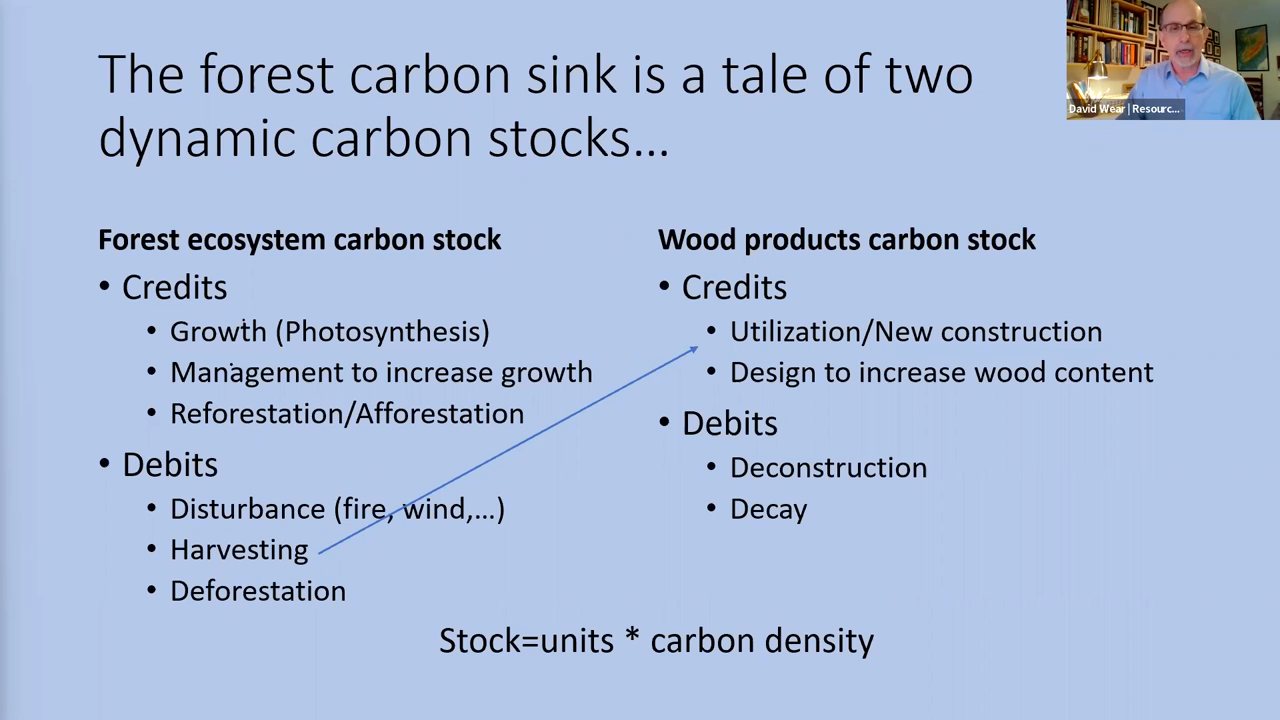 The forest carbon sink is a tale of two
dynamic carbon stocks...
David Wear | Resourc...
Forest ecosystem carbon stock
• Credits
• Growth (Photosynthesis)
• Management to increase growth
• Reforestation/Afforestation
• Debits
• Disturbance (fire, wind,...)
• Harvesting
• Deforestation
Wood products carbon stock
• Credits
• Utilization/New construction
• Design to increase wood content
• Debits
• Deconstruction
• Decay
Stock=units * carbon density